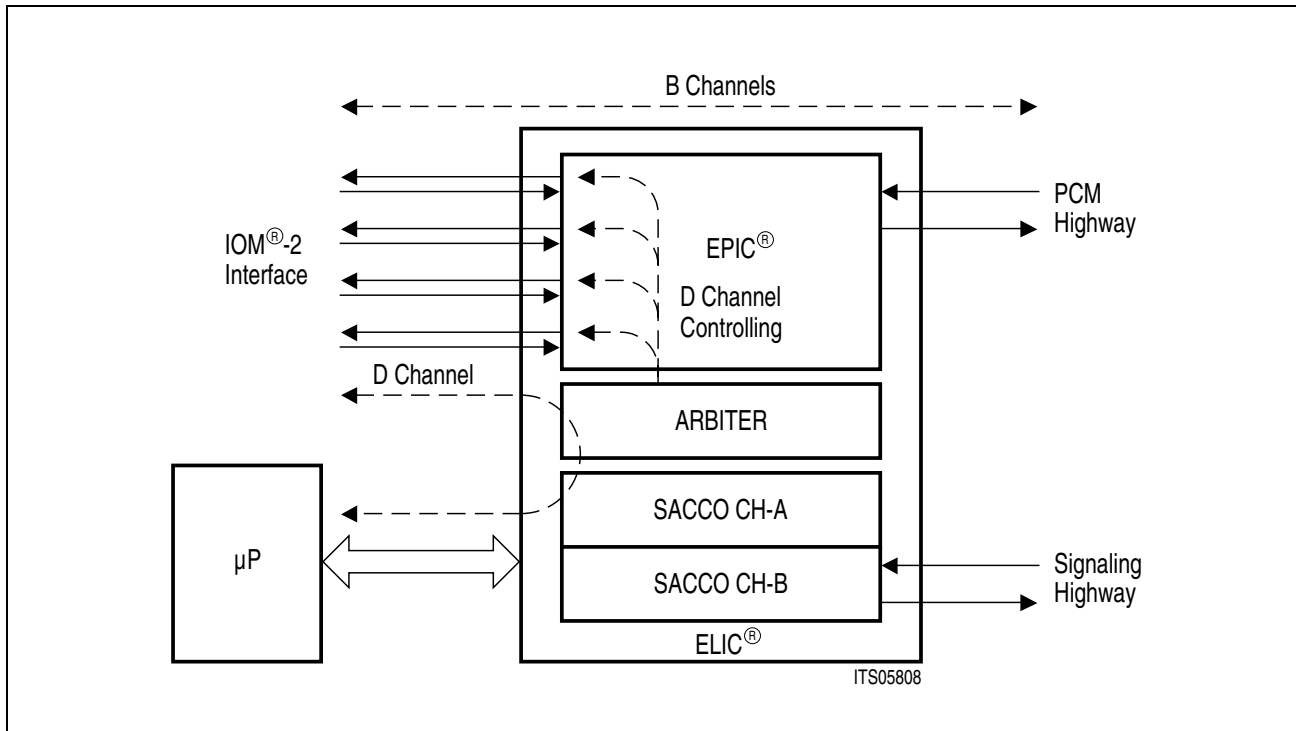 B Channels
IOM®-2
Interface
EPIC®
D Channel
Controlling
PCM
Highway
D Channel
ARBITER
µP
SACCO CH-A
SACCO CH-B
Signaling
Highway
ELIC®
ITS05808